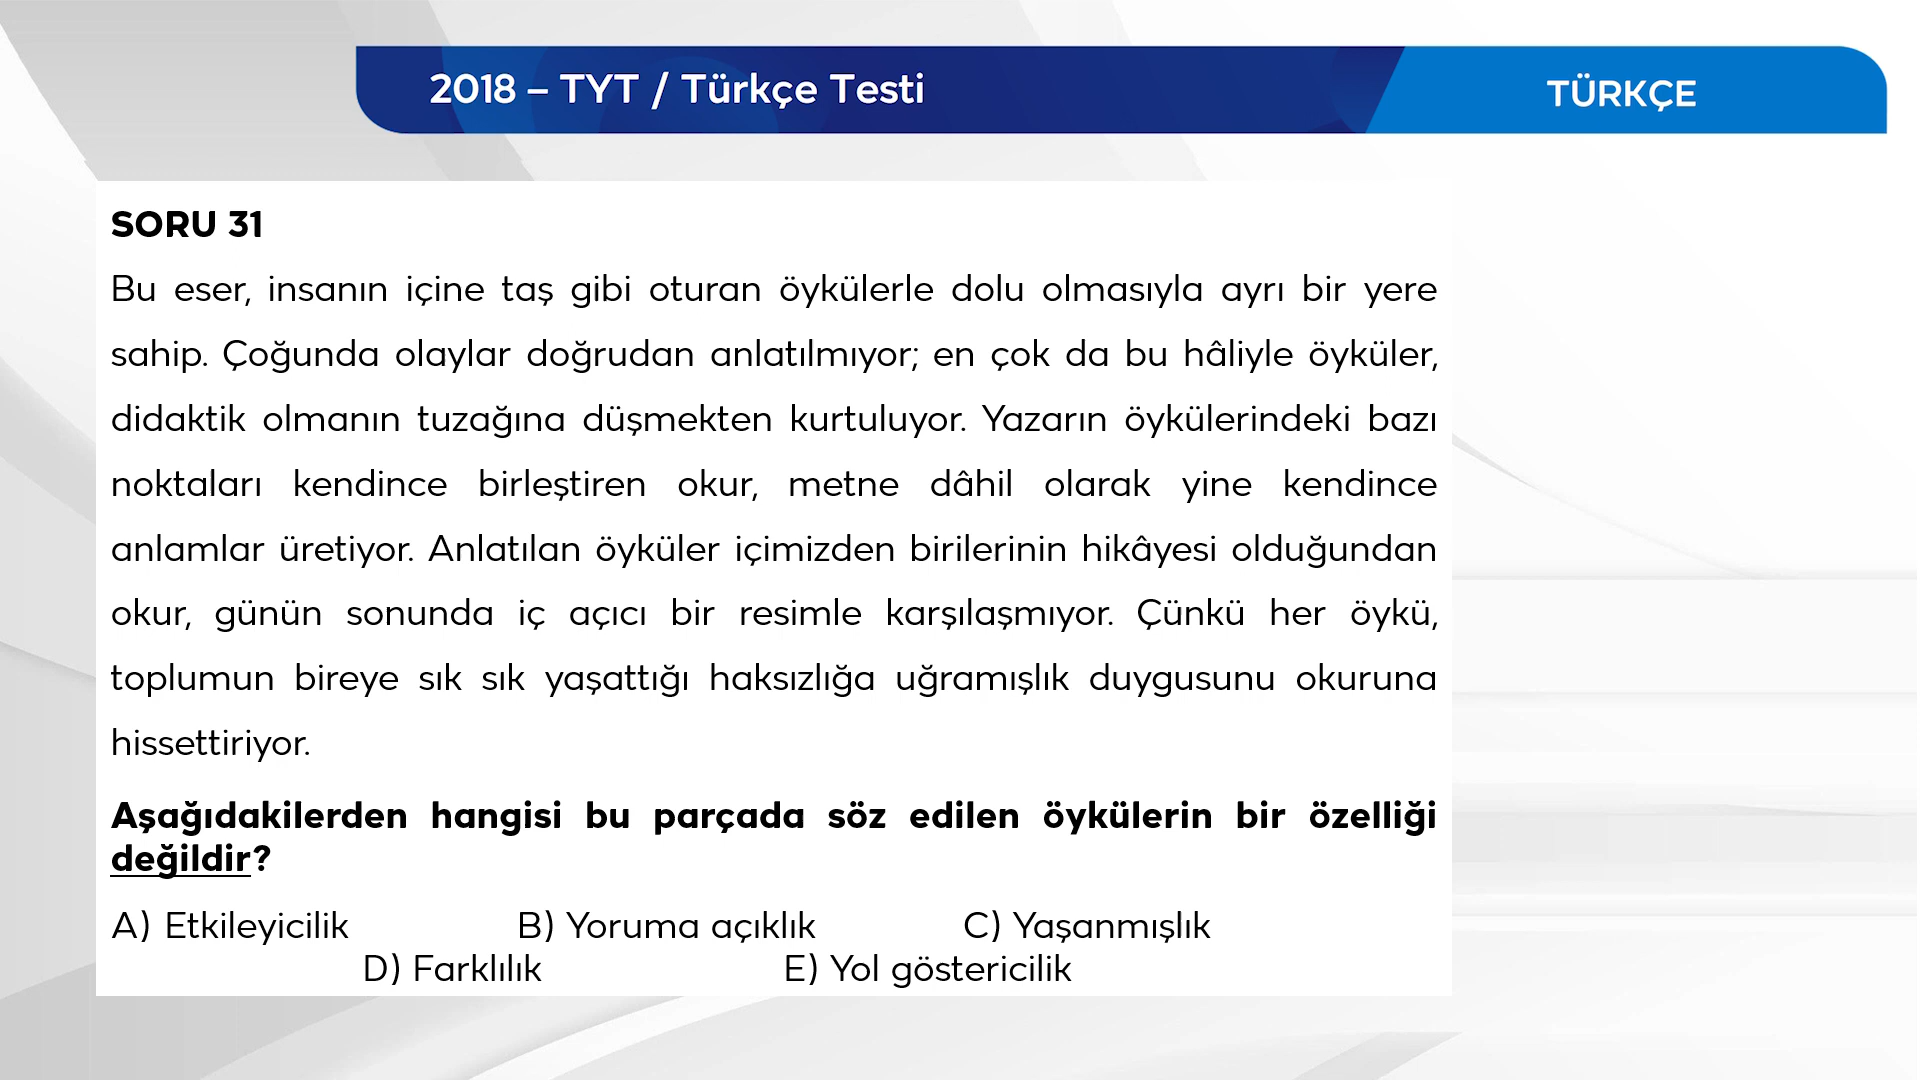 2018 – TYT / Türkçe Testi
TÜRKÇE
SORU 31
Bu eser, insanın içine taş gibi oturan öykülerle dolu olmasıyla ayrı bir yere
sahip. Çoğunda olaylar doğrudan anlatılmıyor; en çok da bu hâliyle öyküler,
didaktik olmanın tuzağına düşmekten kurtuluyor. Yazarın öykülerindeki bazı
noktaları kendince birleştiren okur, metne dâhil olarak yine kendince
anlamlar üretiyor. Anlatılan öyküler içimizden birilerinin hikâyesi olduğundan
okur, günün sonunda iç açıcı bir resimle karşılaşmıyor. Çünkü her öykü,
toplumun bireye sık sık yaşattığı haksızlığa uğramışlık duygusunu okuruna
hissettiriyor.
Aşağıdakilerden hangisi bu parçada söz edilen öykülerin bir özelliği
değildir?
A) Etkileyicilik B) Yoruma açıklık C) Yaşanmışlık
D) Farklılık E) Yol göstericilik